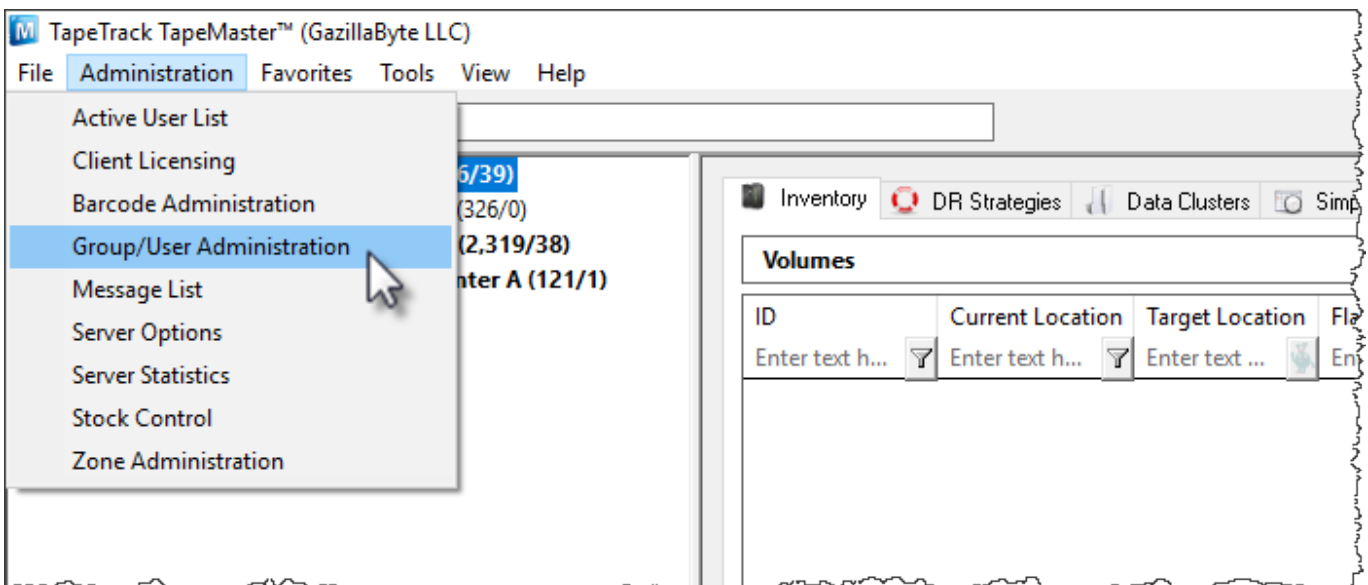 M TapeTrack TapeMaster™ (GazillaByte LLC)
File Administration Favorites Tools View Help
Active User List
Client Licensing
Barcode Administration
Group/User Administration
Message List
Server Options
Server Statistics
Stock Control
Zone Administration
6/39)
(326/0)
(2,319/38)
nter A (121/1)
Inventory DR Strategies Data Clusters Simp
Volumes
ID Current Location Target Location Fla
Enter text h... Enter text h... Enter text ... En